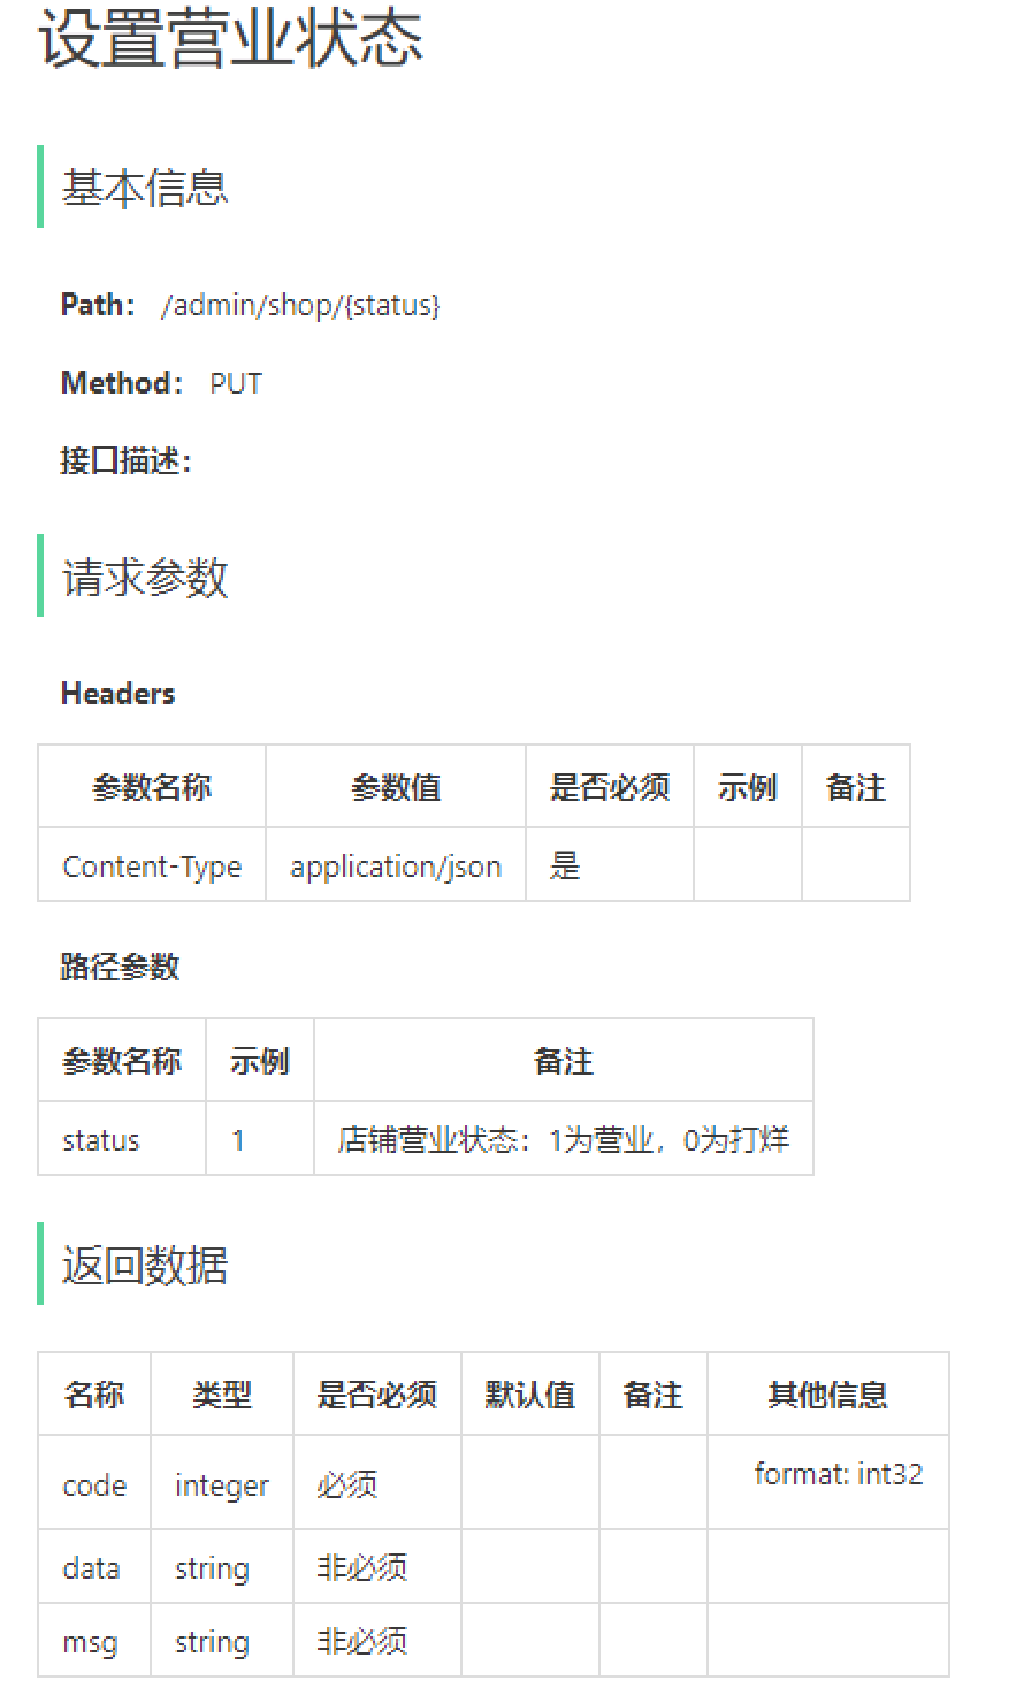 设置营业状态
基本信息
Path： /admin/shop/{status}
Method： PUT
接口描述：
请求参数
Headers
参数名称 参数值 是否必须 示例 备注
Content-Type application/json 是
路径参数
参数名称 示例 备注
status 1 店铺营业状态：1为营业，0为打烊
返回数据
名称 类型 是否必须 默认值 备注 其他信息
code integer 必须 format: int32
data string 非必须
msg string 非必须